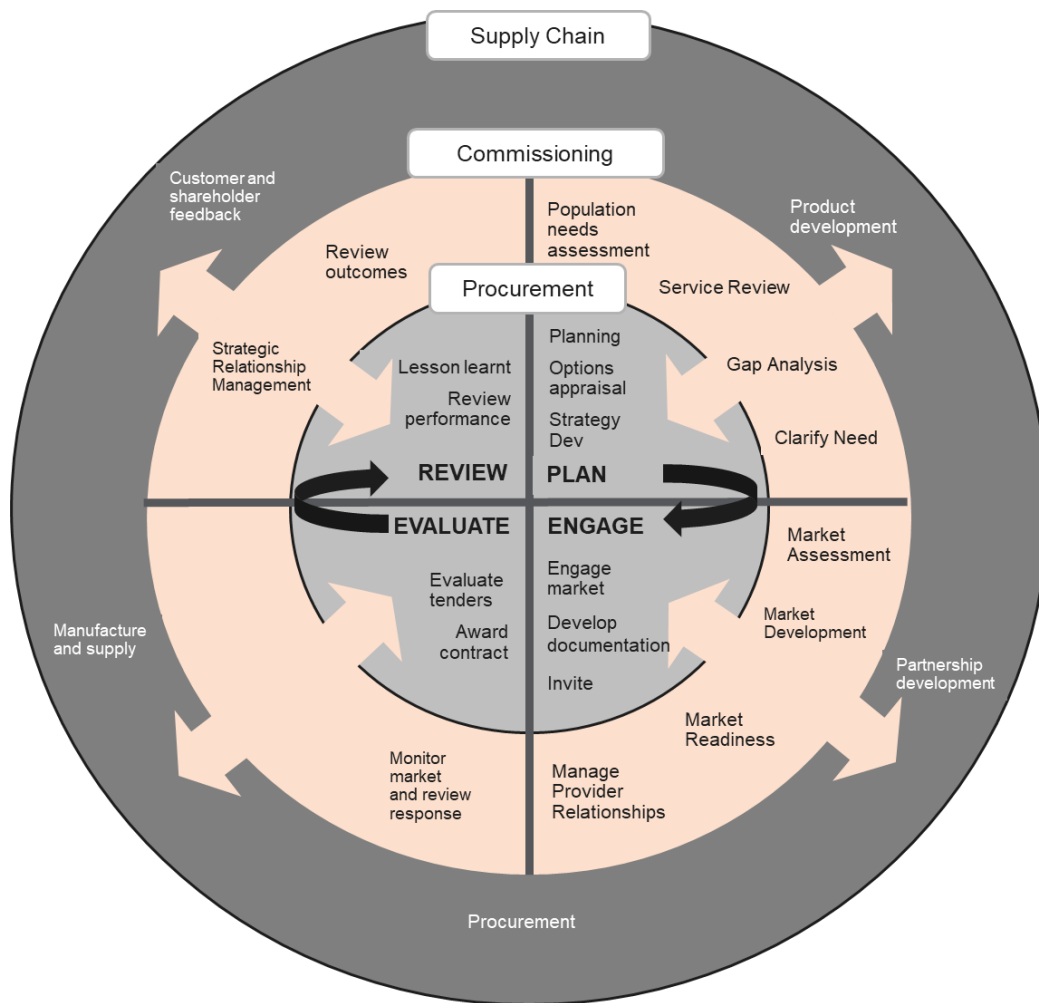 Supply Chain
Commissioning
Customer and
shareholder
feedback
Product
development
Population
needs
assessment
Review
outcomes
Service Review
Procurement
Strategic
Relationship
Management
Gap Analysis
Clarify Need
Planning
Options
appraisal
Strategy
Dev
Lesson learnt
Review
performance
REVIEW
PLAN
EVALUATE
ENGAGE
Market
Assessment
Market
Development
Evaluate
tenders
Award
contract
Engage
market
Develop
documentation
Invite
Manufacture
and supply
Partnership
development
Market
Readiness
Monitor
market
and review
response
Manage
Provider
Relationships
Procurement